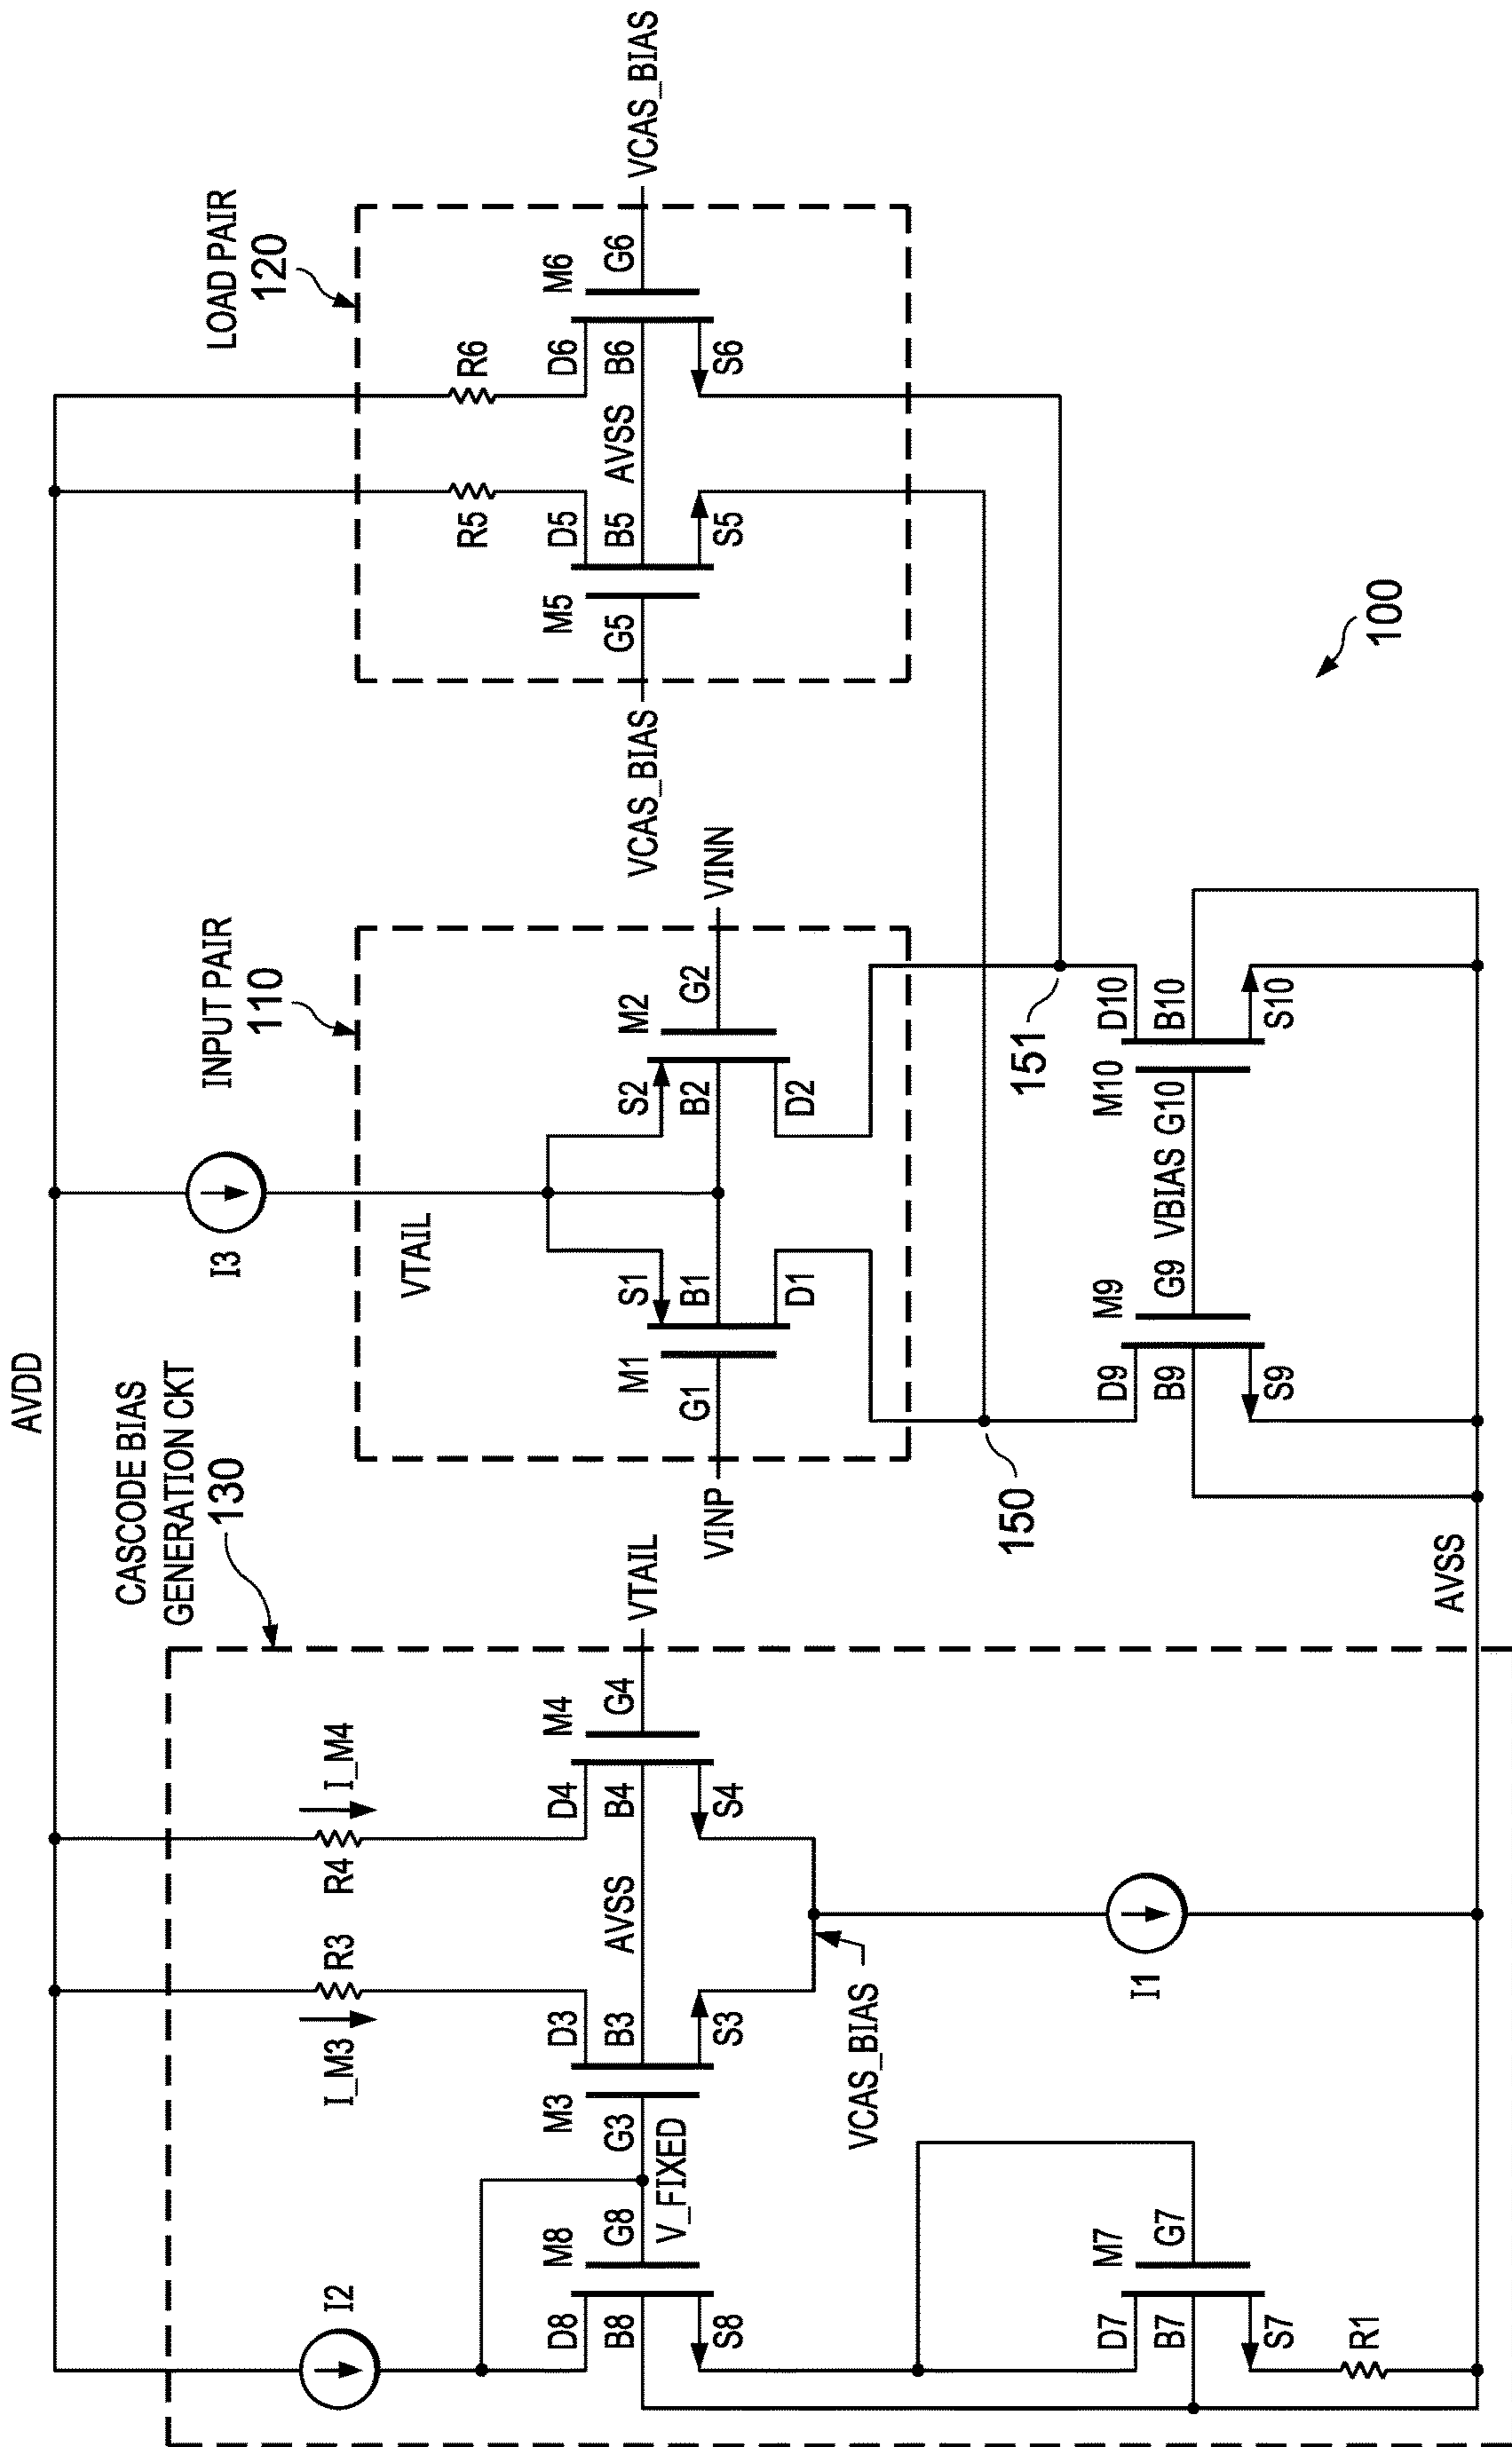 AVDD
CASCODE BIAS
GENERATION CKT
130
I2
I_M3
R3
R4
I_M4
D8
M8
B8
G8
S8
V_FIXED
M3
G3
D3
B3
S3
AVSS
D4
M4
B4
G4
S4
VTAIL
VCAS_BIAS
I1
D7
M7
B7
G7
S7
R1
AVSS
I3
INPUT PAIR
110
VTAIL
VINP
M1
G1
S1
B1
D1
S2
M2
B2
G2
D2
VINN
150
151
D9
M9
B9
G9
S9
VBIAS
M10
G10
D10
B10
S10
LOAD PAIR
120
R5
R6
VCAS_BIAS
M5
G5
D5
B5
S5
AVSS
D6
M6
B6
G6
S6
VCAS_BIAS
100